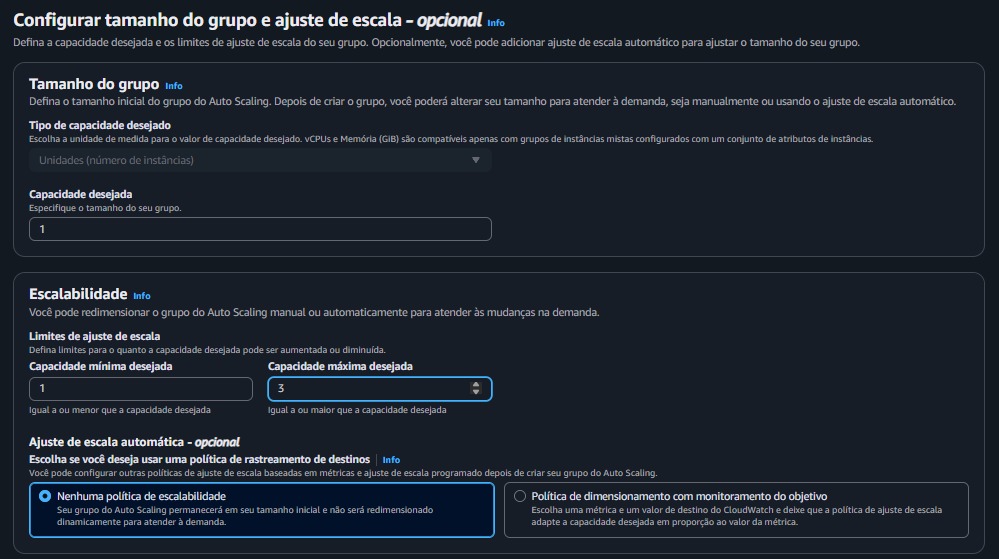 Configurar tamanho do grupo e ajuste de escala - opcional Info
Defina a capacidade desejada e os limites de ajuste de escala do seu grupo. Opcionalmente, você pode adicionar ajuste de escala automático para ajustar o tamanho do seu grupo.
Tamanho do grupo Info
Defina o tamanho inicial do grupo do Auto Scaling. Depois de criar o grupo, você poderá alterar seu tamanho para atender à demanda, seja manualmente ou usando o ajuste de escala automático.
Tipo de capacidade desejado
Escolha a unidade de medida para o valor de capacidade desejado. vCPUs e Memória (GiB) são compatíveis apenas com grupos de instâncias mistas configurados com um conjunto de atributos de instâncias.
Unidades (número de instâncias)
Capacidade desejada
Especifique o tamanho do seu grupo.
1
Escalabilidade Info
Você pode redimensionar o grupo do Auto Scaling manual ou automaticamente para atender às mudanças na demanda.
Limites de ajuste de escala
Defina limites para o quanto a capacidade desejada pode ser aumentada ou diminuída.
Capacidade mínima desejada
1
Igual a ou menor que a capacidade desejada
Capacidade máxima desejada
3
Igual a ou maior que a capacidade desejada
Ajuste de escala automática - opcional
Escolha se você deseja usar uma política de rastreamento de destinos | Info
Você pode configurar outras políticas de ajuste de escala baseadas em métricas e ajuste de escala programado depois de criar seu grupo do Auto Scaling.
Nenhuma política de escalabilidade
Seu grupo do Auto Scaling permanecerá em seu tamanho inicial e não será redimensionado
dinamicamente para atender à demanda.
Política de dimensionamento com monitoramento do objetivo
Escolha uma métrica e um valor de destino do CloudWatch e deixe que a política de ajuste de escala
adapte a capacidade desejada em proporção ao valor da métrica.